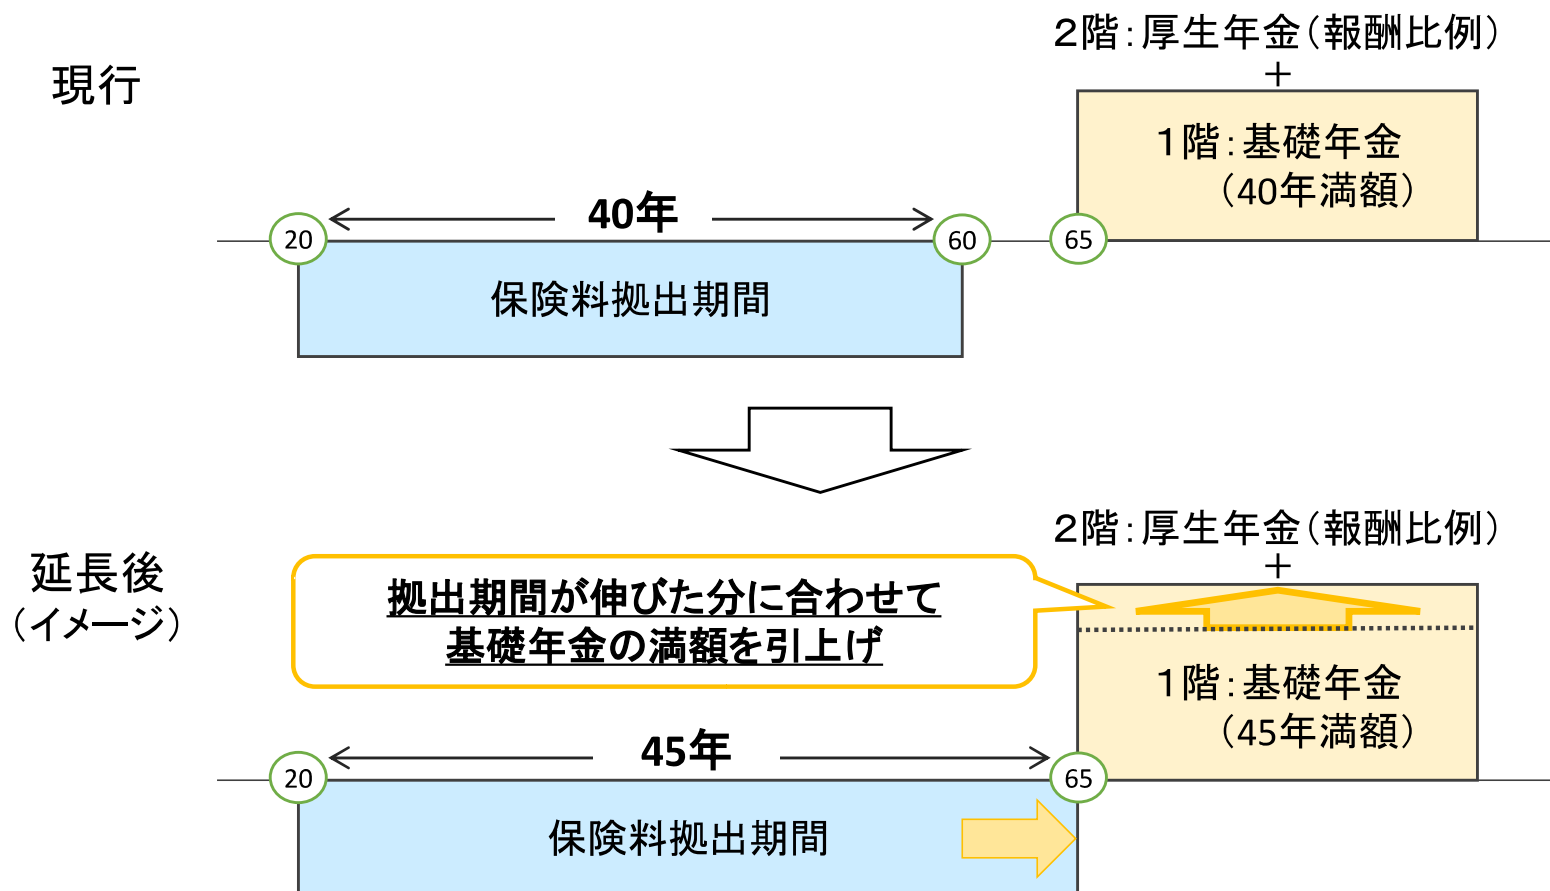 現行
２階：厚生年金（報酬比例）
＋
１階：基礎年金
（40年満額）
40年
20
60
65
保険料拠出期間
延長後
（イメージ）
２階：厚生年金（報酬比例）
＋
拠出期間が伸びた分に合わせて
基礎年金の満額を引上げ
１階：基礎年金
（45年満額）
45年
20
65
保険料拠出期間